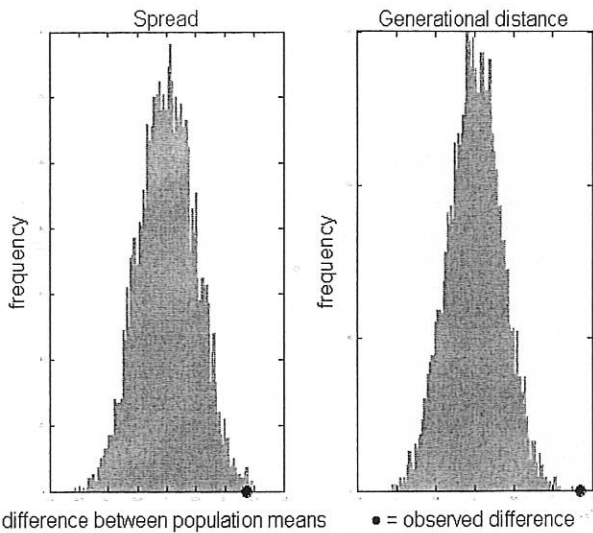 Spread
Generational distance
frequency
frequency
difference between population means
● = observed difference